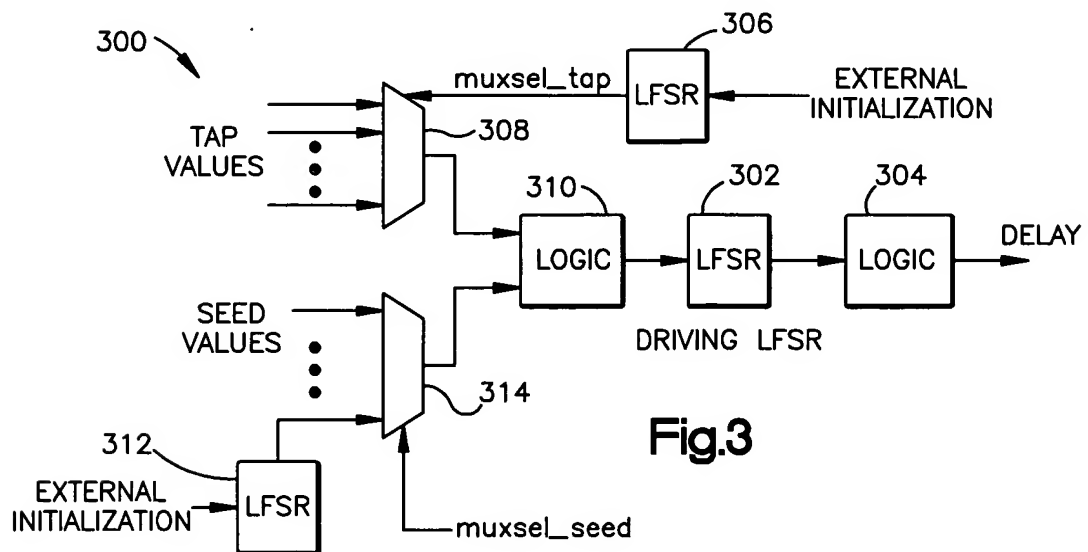 300
306
muxsel_tap
LFSR
EXTERNAL
INITIALIZATION
TAP
VALUES
308
310
302
304
LOGIC
LFSR
LOGIC
DELAY
SEED
VALUES
DRIVING LFSR
314
Fig.3
312
EXTERNAL
INITIALIZATION
LFSR
muxsel_seed